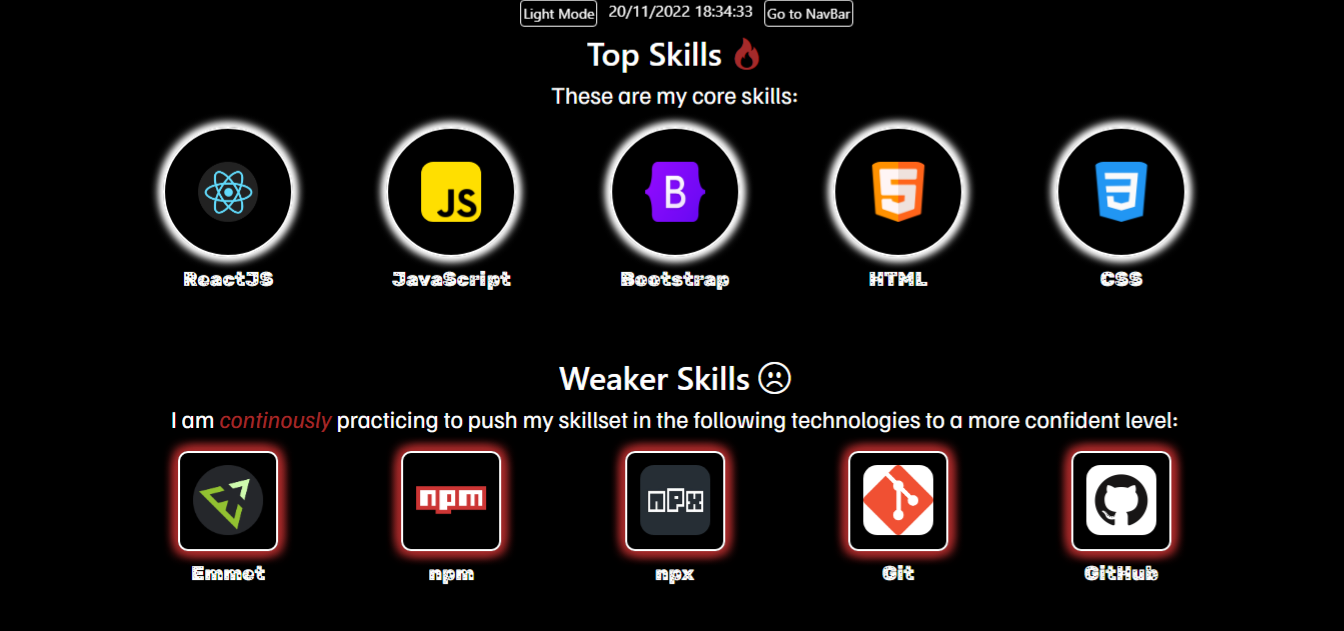 Light Mode 20/11/2022 18:34:33 Go to NavBar
Top Skills
These are my core skills:
JS B 5 3
ReactJS JavaScript Bootstrap HTML CSS
Weaker Skills
I am continously practicing to push my skillset in the following technologies to a more confident level:
npm npx
Emmet npm npx Git GitHub